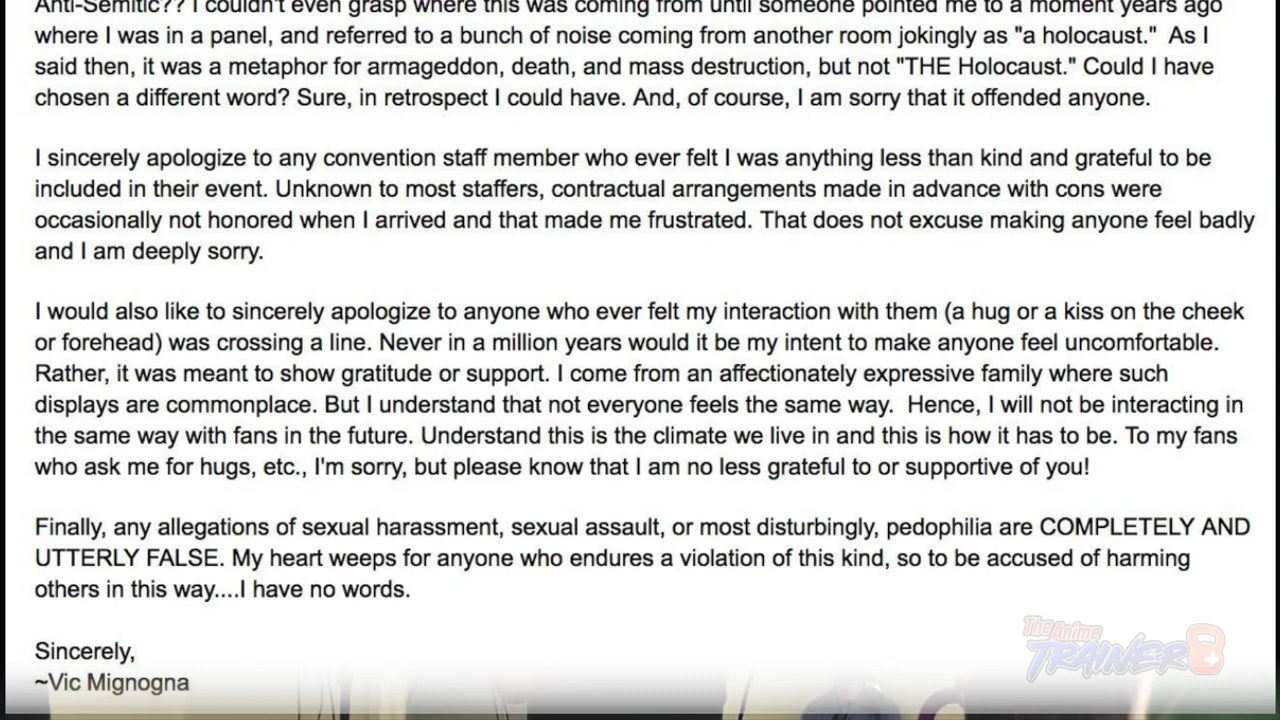 Anti-Semitic?? I couldn't even grasp where this was coming from until someone pointed me to a moment years ago
where I was in a panel, and referred to a bunch of noise coming from another room jokingly as "a holocaust."  As I
said then, it was a metaphor for armageddon, death, and mass destruction, but not "THE Holocaust." Could I have
chosen a different word? Sure, in retrospect I could have. And, of course, I am sorry that it offended anyone.
I sincerely apologize to any convention staff member who ever felt I was anything less than kind and grateful to be
included in their event. Unknown to most staffers, contractual arrangements made in advance with cons were
occasionally not honored when I arrived and that made me frustrated. That does not excuse making anyone feel badly
and I am deeply sorry.
I would also like to sincerely apologize to anyone who ever felt my interaction with them (a hug or a kiss on the cheek
or forehead) was crossing a line. Never in a million years would it be my intent to make anyone feel uncomfortable.
Rather, it was meant to show gratitude or support. I come from an affectionately expressive family where such
displays are commonplace. But I understand that not everyone feels the same way.  Hence, I will not be interacting in
the same way with fans in the future. Understand this is the climate we live in and this is how it has to be. To my fans
who ask me for hugs, etc., I'm sorry, but please know that I am no less grateful to or supportive of you!
Finally, any allegations of sexual harassment, sexual assault, or most disturbingly, pedophilia are COMPLETELY AND
UTTERLY FALSE. My heart weeps for anyone who endures a violation of this kind, so to be accused of harming
others in this way....I have no words.
Sincerely,
~Vic Mignogna
The Anime
TRAINER